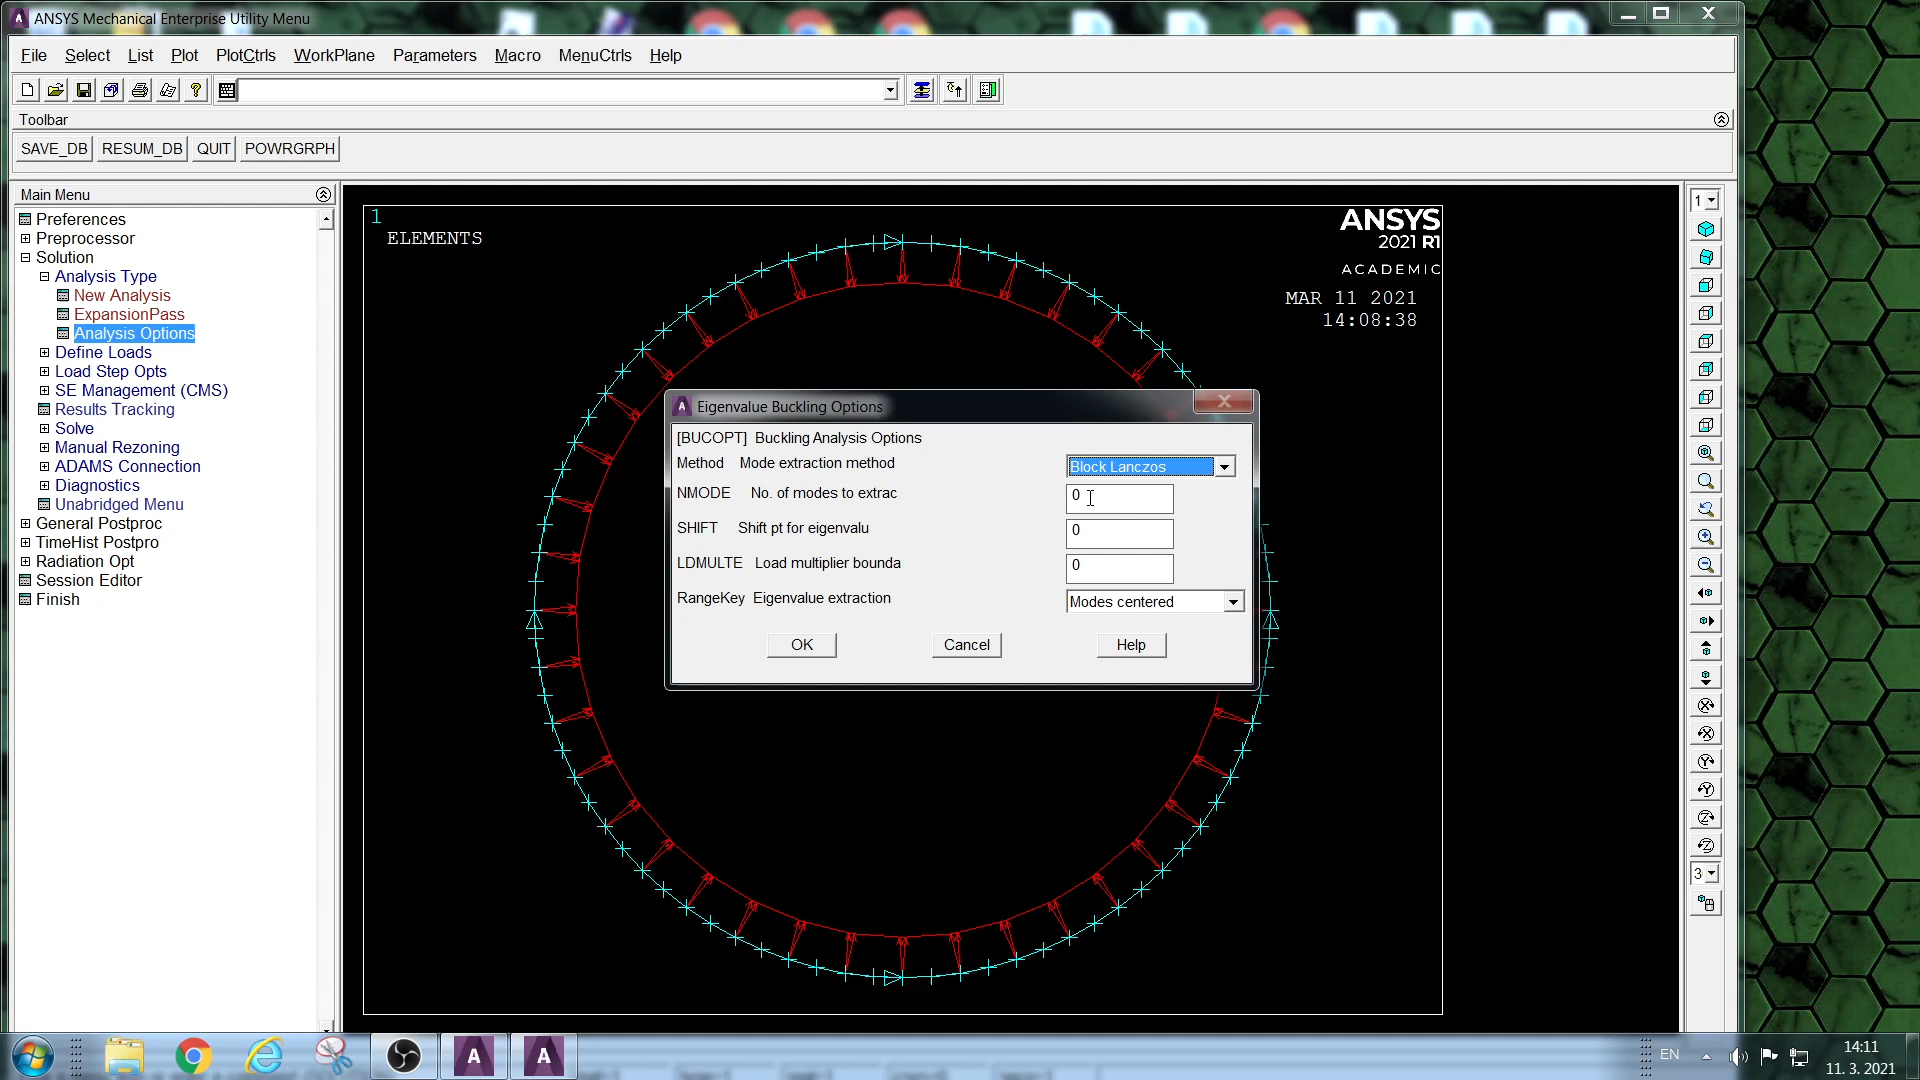 ANSYS Mechanical Enterprise Utility Menu
File Select List Plot PlotCtrls WorkPlane Parameters Macro MenuCtrls Help
Toolbar
SAVE_DB RESUM_DB QUIT POWRGRPH
Main Menu
Preferences
Preprocessor
Solution
Analysis Type
New Analysis
ExpansionPass
Analysis Options
Define Loads
Load Step Opts
SE Management (CMS)
Results Tracking
Solve
Manual Rezoning
ADAMS Connection
Diagnostics
Unabridged Menu
General Postproc
TimeHist Postpro
Radiation Opt
Session Editor
Finish
1
ELEMENTS
ANSYS
2021 R1
ACADEMIC
MAR 11 2021
14:08:38
Eigenvalue Buckling Options
[BUCOPT] Buckling Analysis Options
Method Mode extraction method Block Lanczos
NMODE No. of modes to extrac 0
SHIFT Shift pt for eigenvalu 0
LDMULTE Load multiplier bounda 0
RangeKey Eigenvalue extraction Modes centered
OK Cancel Help
1
3
EN
14:11
11. 3. 2021